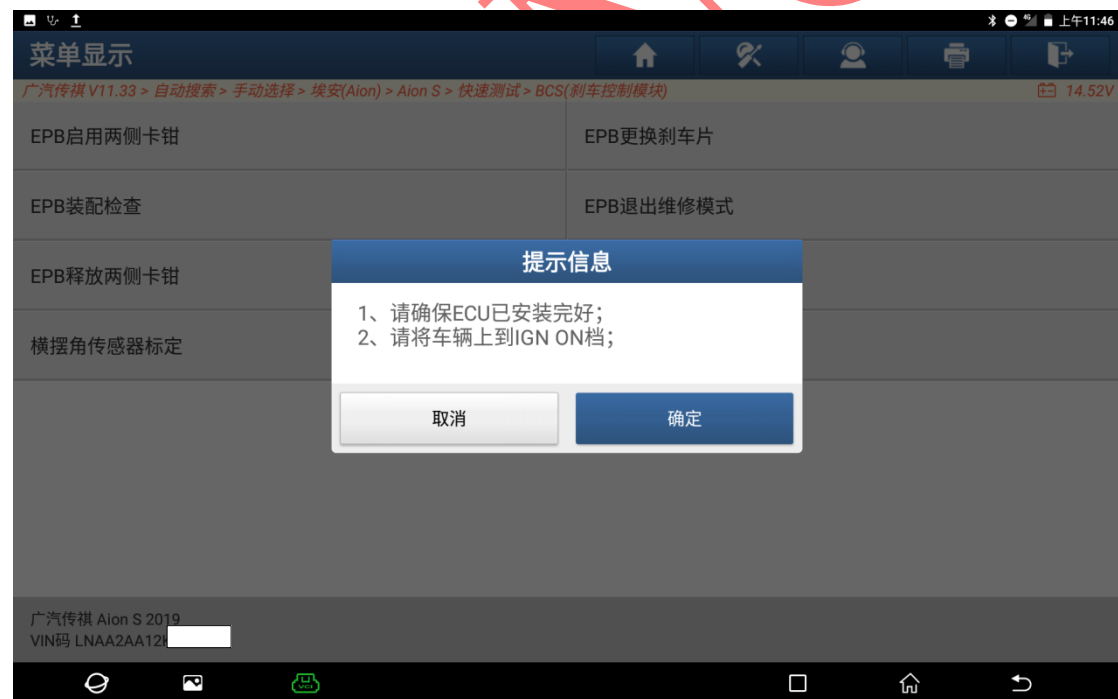 上午11:46
菜单显示
广汽传祺 V11.33 > 自动搜索 > 手动选择 > 埃安(Aion) > Aion S > 快速测试 > BCS(刹车控制模块)
14.52V
EPB启用两侧卡钳
EPB更换刹车片
EPB装配检查
EPB退出维修模式
EPB释放两侧卡钳
横摆角传感器标定
提示信息
1、请确保ECU已安装完好；
2、请将车辆上到IGN ON档；
取消
确定
广汽传祺 Aion S 2019
VIN码 LNAA2AA12
VCI